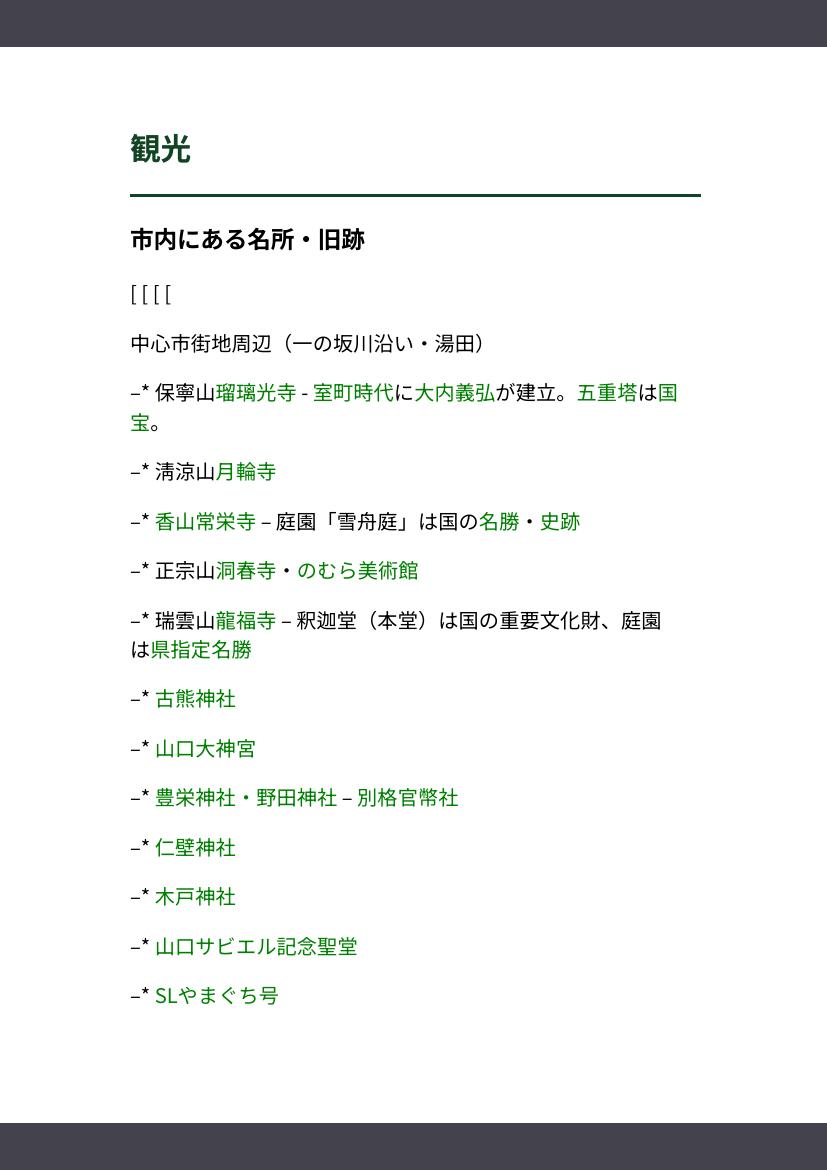 観光
市内にある名所・旧跡
[ [ [ [
中心市街地周辺（一の坂川沿い・湯田）
–* 保寧山瑠璃光寺 - 室町時代に大内義弘が建立。五重塔は国
宝。
–* 淸涼山月輪寺
–* 香山常栄寺 – 庭園「雪舟庭」は国の名勝・史跡
–* 正宗山洞春寺・のむら美術館
–* 瑞雲山龍福寺 – 釈迦堂（本堂）は国の重要文化財、庭園
は県指定名勝
–* 古熊神社
–* 山口大神宮
–* 豊栄神社・野田神社 – 別格官幣社
–* 仁壁神社
–* 木戸神社
–* 山口サビエル記念聖堂
–* SLやまぐち号